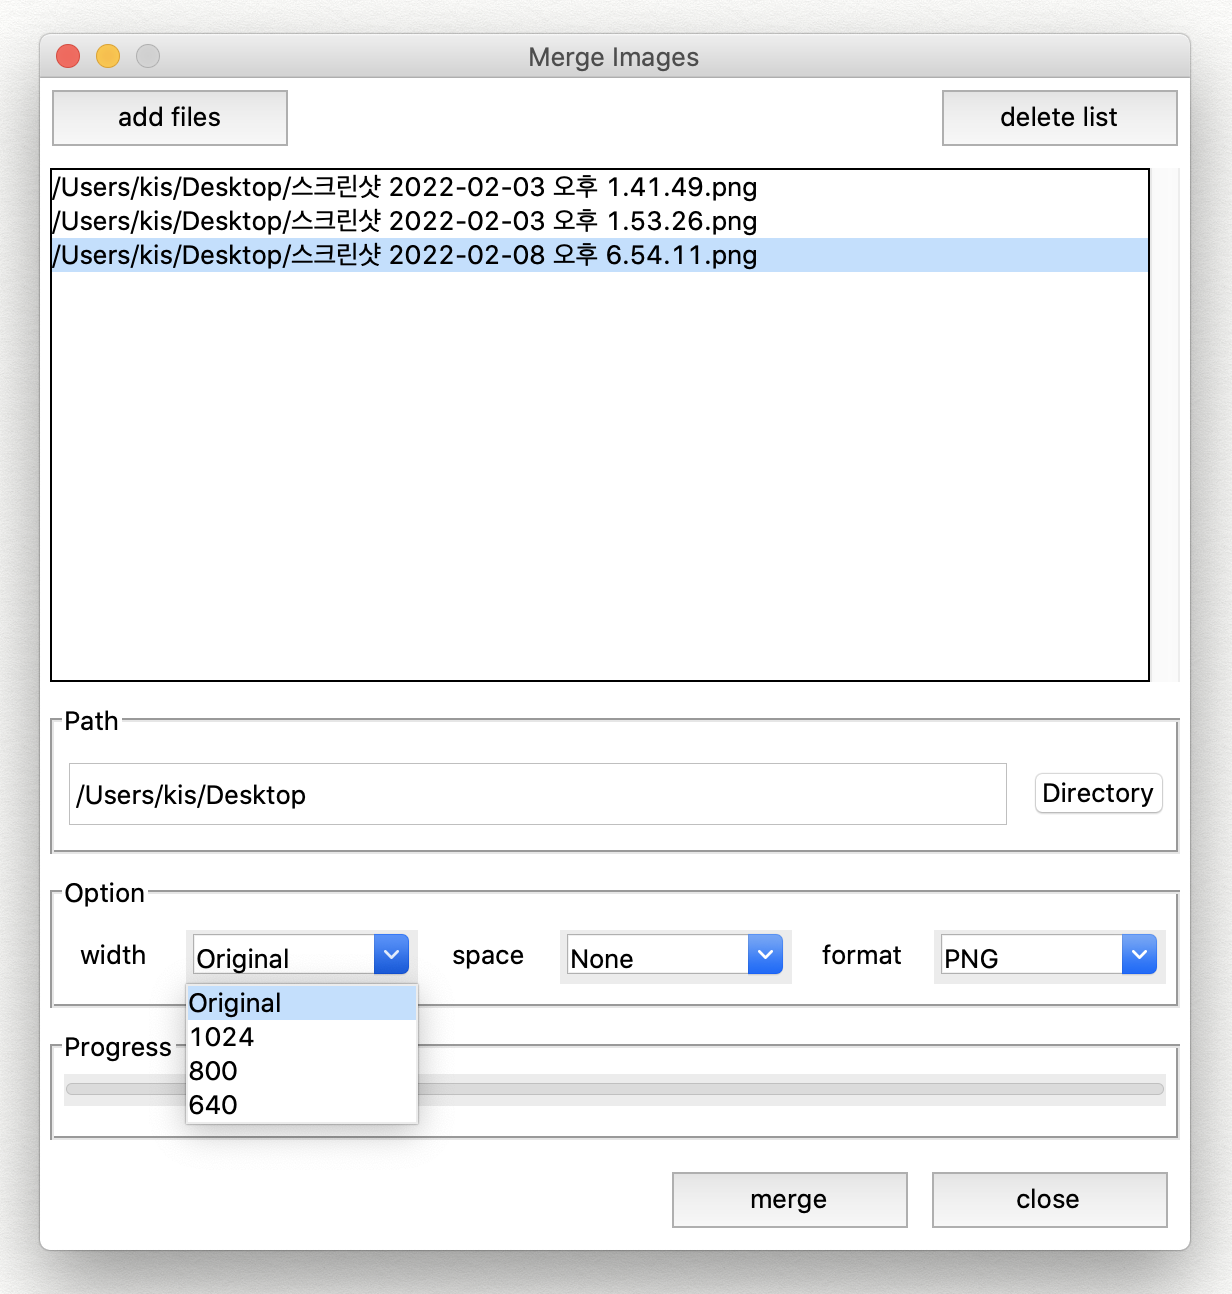 Merge Images
add files
delete list
/Users/kis/Desktop/스크린샷 2022-02-03 오후 1.41.49.png
/Users/kis/Desktop/스크린샷 2022-02-03 오후 1.53.26.png
/Users/kis/Desktop/스크린샷 2022-02-08 오후 6.54.11.png
Path
/Users/kis/Desktop
Directory
Option
width
Original
space
None
format
PNG
Original
1024
800
640
Progress
merge
close